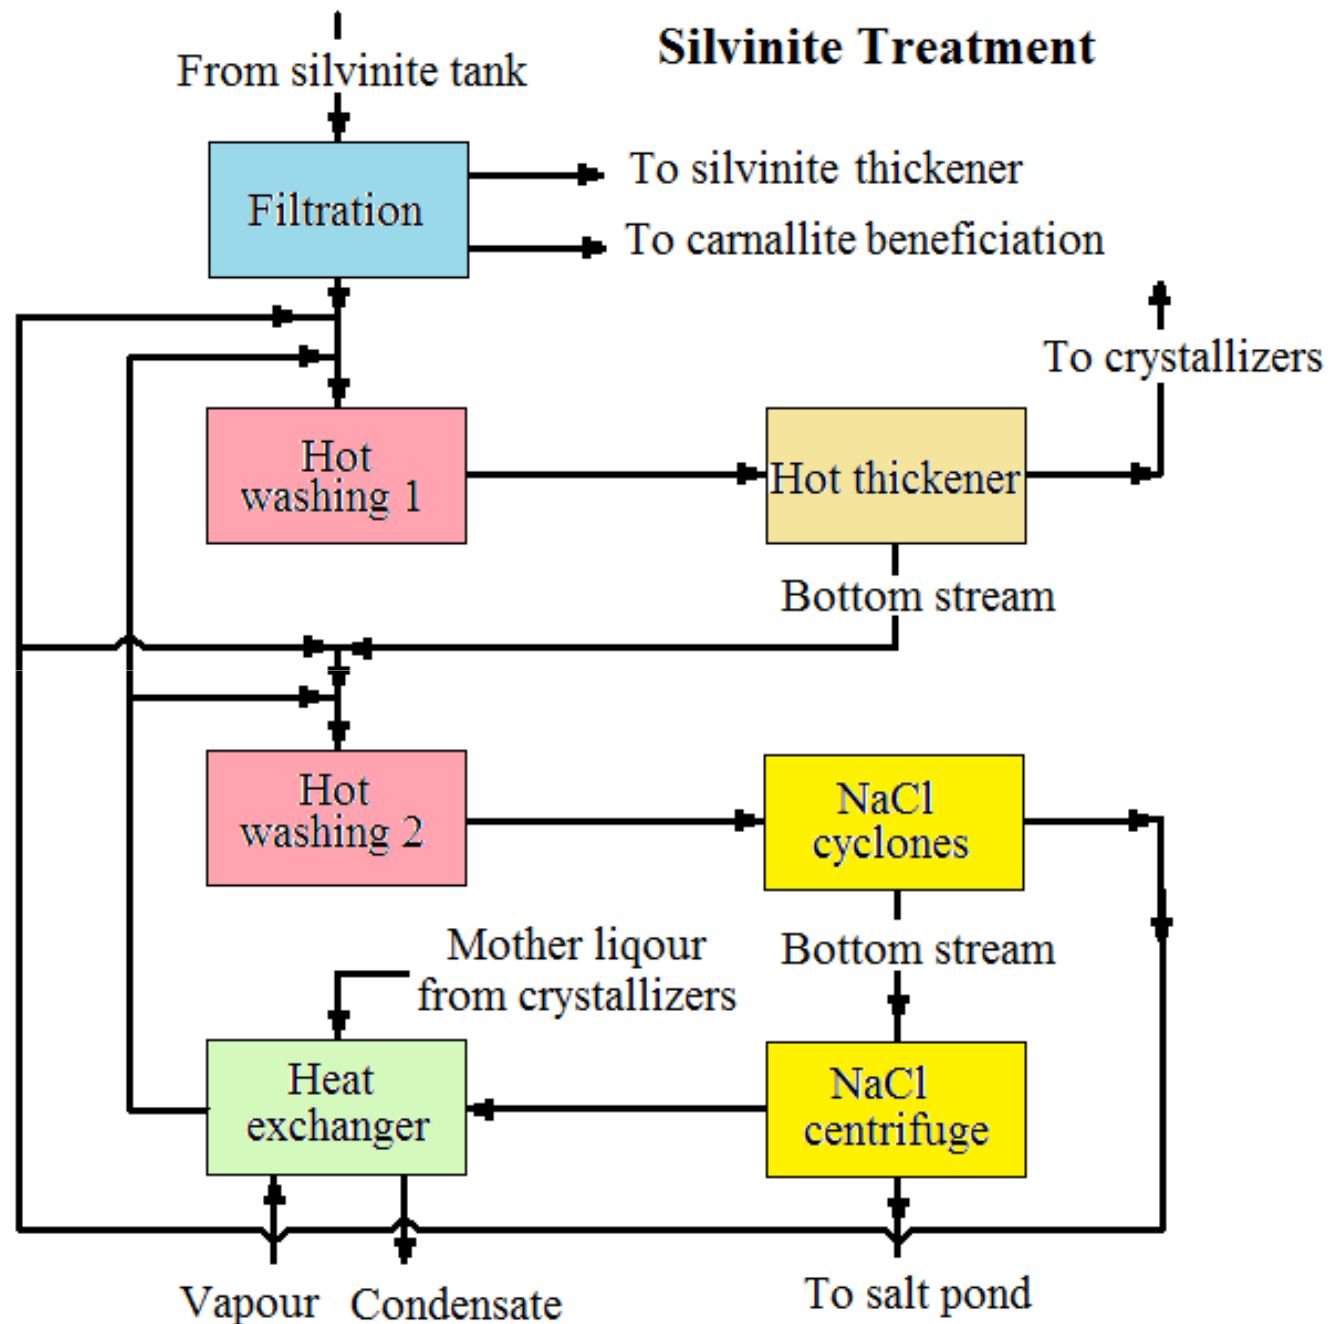 Silvinite Treatment
From silvinite tank
To silvinite thickener
Filtration
To carnallite beneficiation
To crystallizers
Hot
washing 1
Hot thickener
Bottom stream
Hot
washing 2
NaCl
cyclones
Mother liqour
from crystallizers
Bottom stream
Heat
exchanger
NaCl
centrifuge
Vapour
Condensate
To salt pond